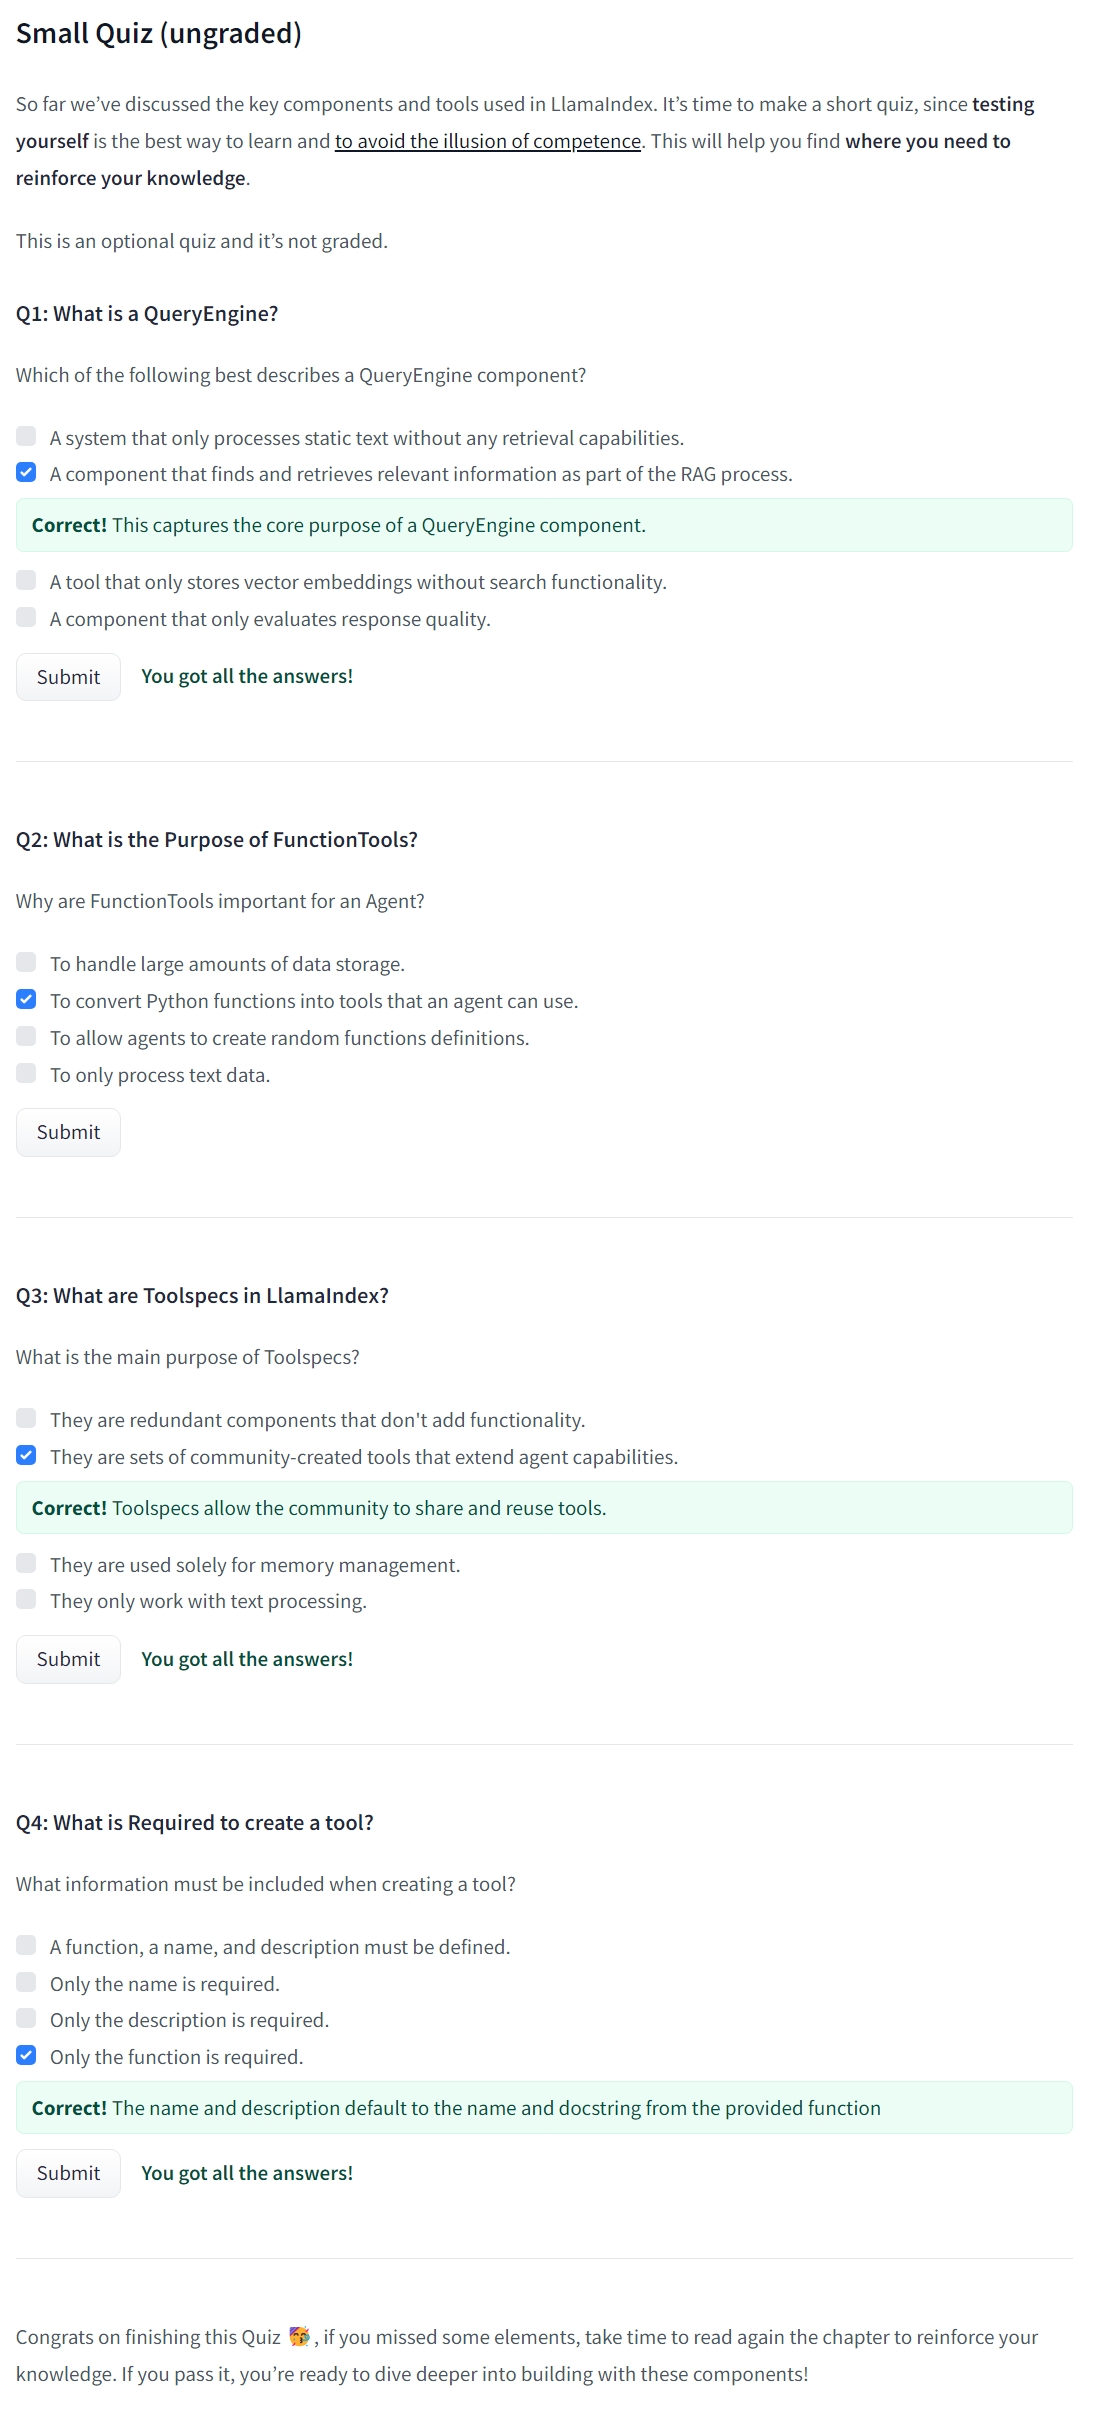 Small Quiz (ungraded)
So far we’ve discussed the key components and tools used in LlamaIndex. It’s time to make a short quiz, since testing
yourself is the best way to learn and to avoid the illusion of competence. This will help you find where you need to
reinforce your knowledge.
This is an optional quiz and it’s not graded.
Q1: What is a QueryEngine?
Which of the following best describes a QueryEngine component?
A system that only processes static text without any retrieval capabilities.
A component that finds and retrieves relevant information as part of the RAG process.
Correct! This captures the core purpose of a QueryEngine component.
A tool that only stores vector embeddings without search functionality.
A component that only evaluates response quality.
Submit You got all the answers!
Q2: What is the Purpose of FunctionTools?
Why are FunctionTools important for an Agent?
To handle large amounts of data storage.
To convert Python functions into tools that an agent can use.
To allow agents to create random functions definitions.
To only process text data.
Submit
Q3: What are Toolspecs in LlamaIndex?
What is the main purpose of Toolspecs?
They are redundant components that don't add functionality.
They are sets of community-created tools that extend agent capabilities.
Correct! Toolspecs allow the community to share and reuse tools.
They are used solely for memory management.
They only work with text processing.
Submit You got all the answers!
Q4: What is Required to create a tool?
What information must be included when creating a tool?
A function, a name, and description must be defined.
Only the name is required.
Only the description is required.
Only the function is required.
Correct! The name and description default to the name and docstring from the provided function
Submit You got all the answers!
Congrats on finishing this Quiz 🥳, if you missed some elements, take time to read again the chapter to reinforce your
knowledge. If you pass it, you’re ready to dive deeper into building with these components!